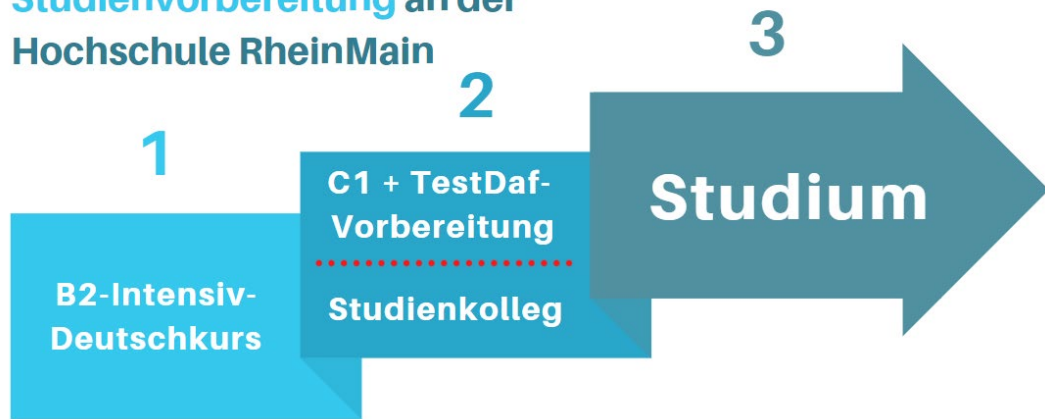 Studienvorbereitung an der
Hochschule RheinMain
1
B2-Intensiv-
Deutschkurs
2
C1 + TestDaf-
Vorbereitung
Studienkolleg
3
Studium